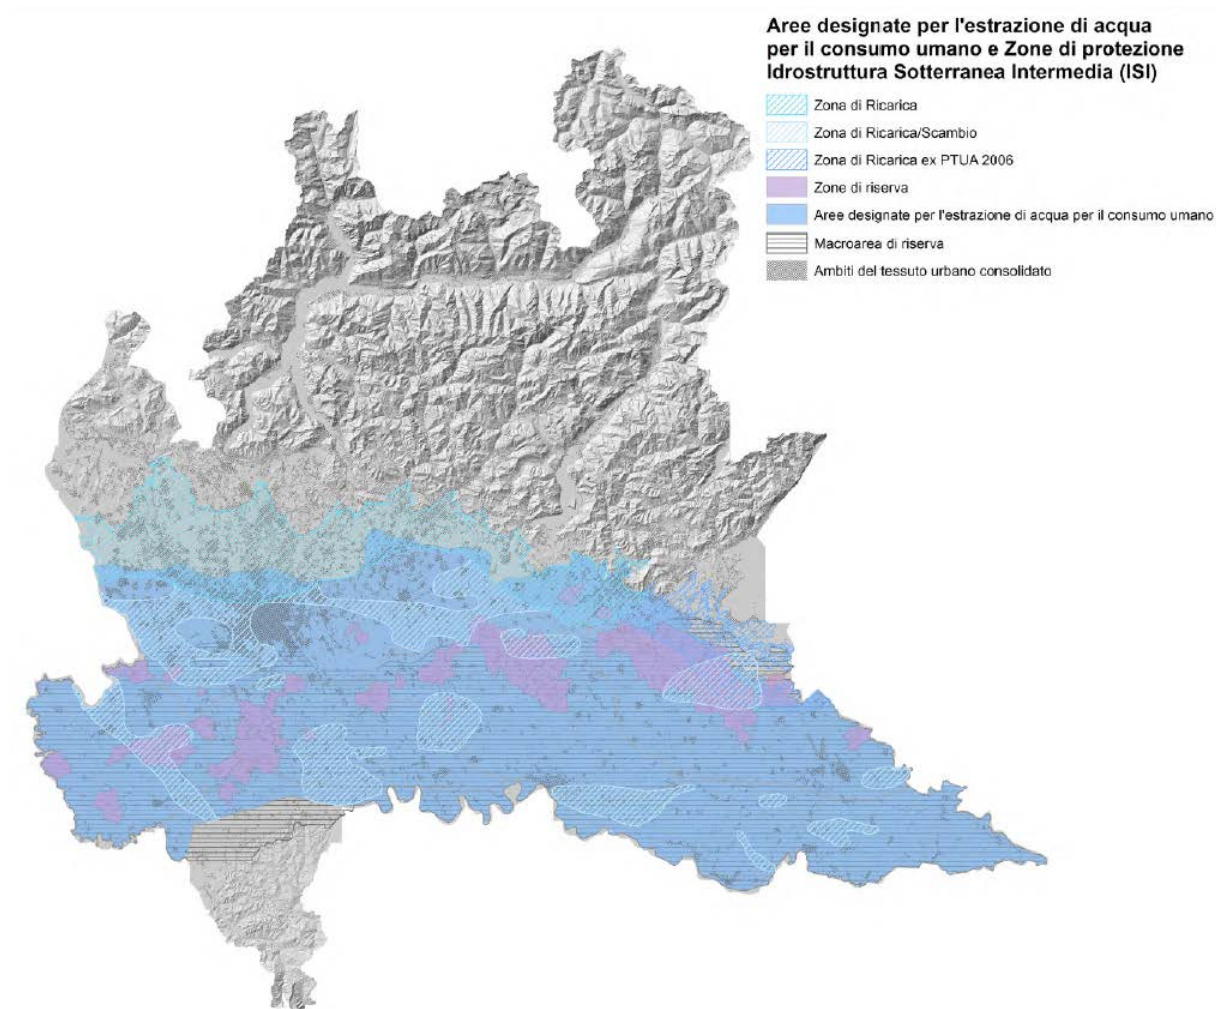 Aree designate per l'estrazione di acqua
per il consumo umano e Zone di protezione
Idrostruttura Sotterranea Intermedia (ISI)
Zona di Ricarica
Zona di Ricarica/Scambio
Zona di Ricarica ex PTUA 2006
Zone di riserva
Aree designate per l'estrazione di acqua per il consumo umano
Macroarea di riserva
Ambiti del tessuto urbano consolidato